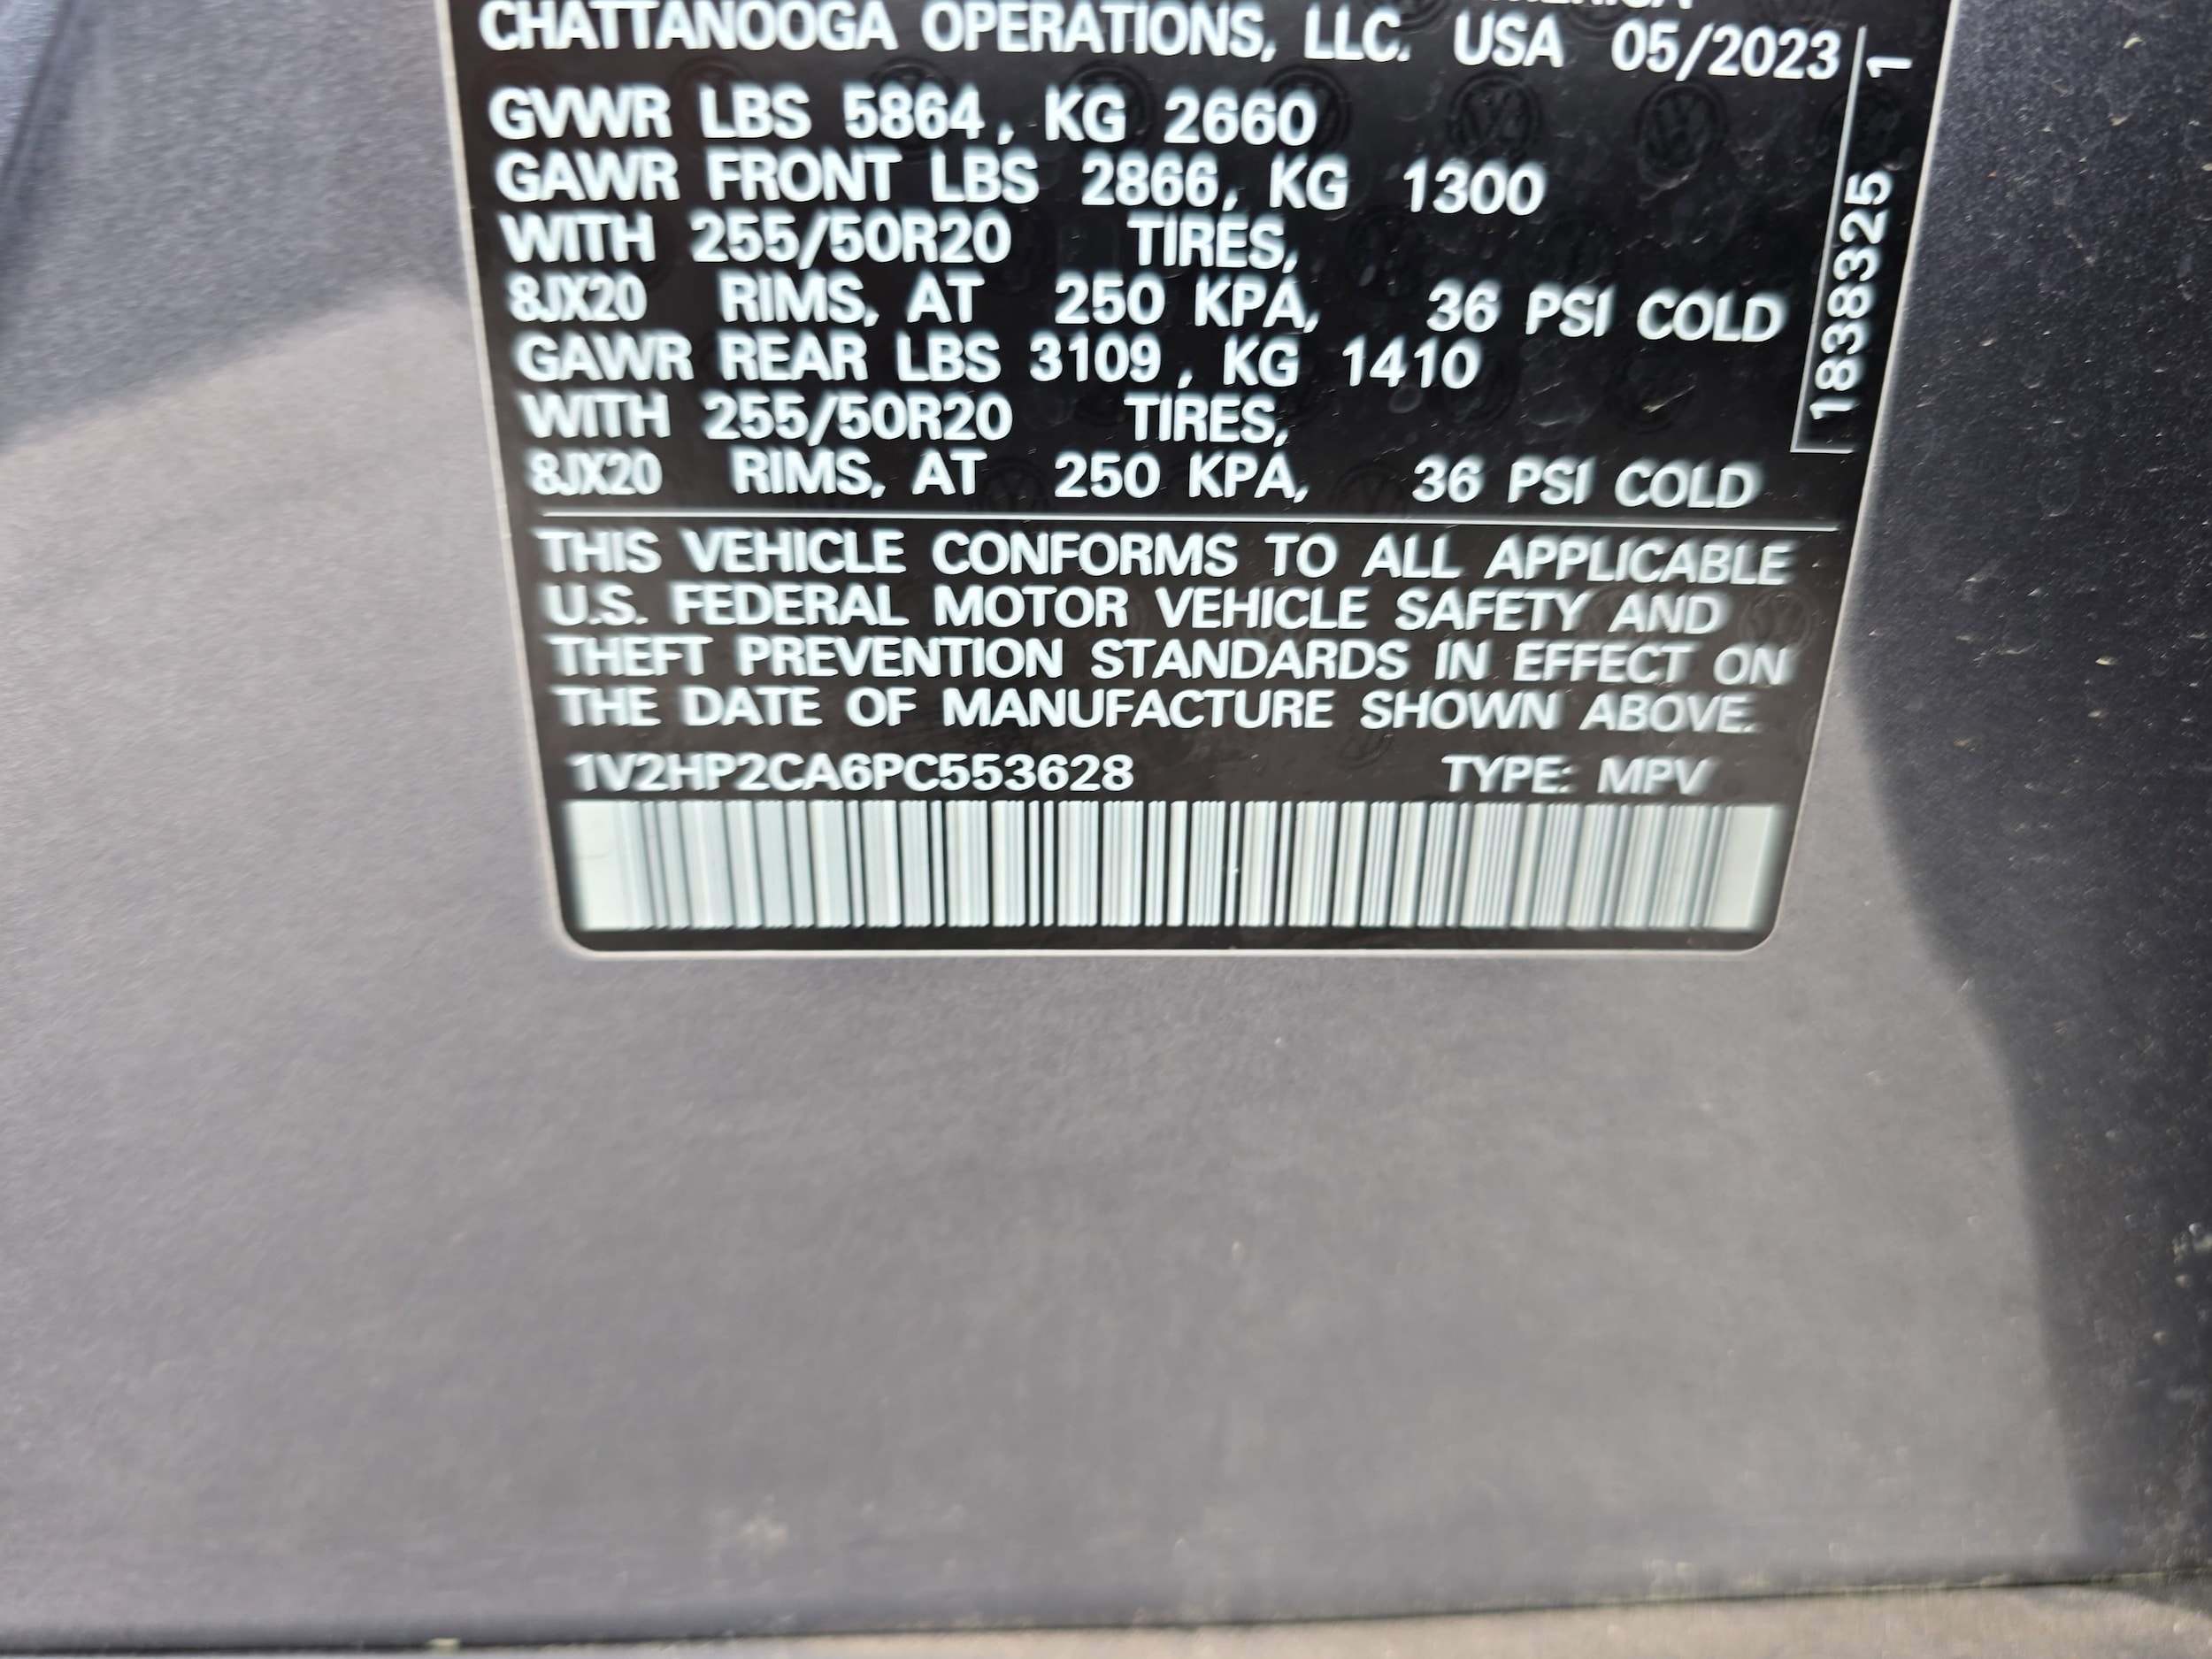 CHATTANOOGA OPERATIONS, LLC. USA 05/2023
GVWR LBS 5864, KG 2660
GAWR FRONT LBS 2866, KG 1300
WITH 255/50R20 TIRES,
8JX20 RIMS, AT 250 KPA, 36 PSI COLD
GAWR REAR LBS 3109, KG 1410
WITH 255/50R20 TIRES,
8JX20 RIMS, AT 250 KPA, 36 PSI COLD
1838325 1
THIS VEHICLE CONFORMS TO ALL APPLICABLE
U.S. FEDERAL MOTOR VEHICLE SAFETY AND
THEFT PREVENTION STANDARDS IN EFFECT ON
THE DATE OF MANUFACTURE SHOWN ABOVE.
1V2HP2CA6PC553628 TYPE: MPV